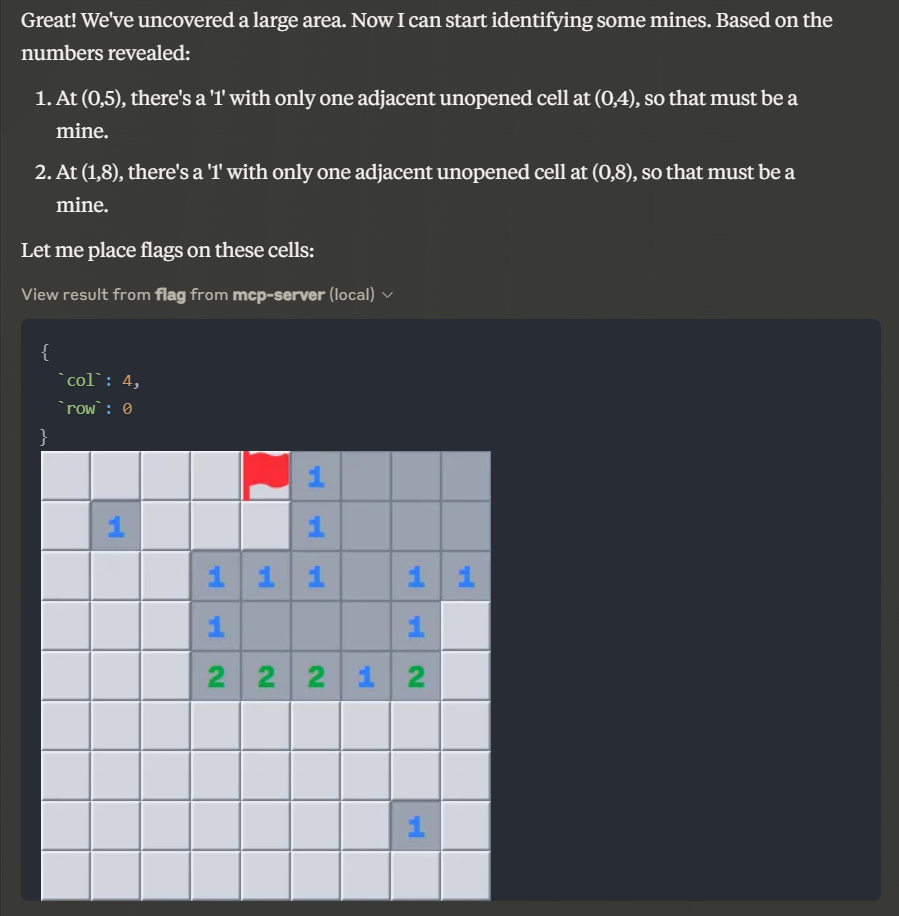 Great! We've uncovered a large area. Now I can start identifying some mines. Based on the
numbers revealed:
1. At (0,5), there's a '1' with only one adjacent unopened cell at (0,4), so that must be a
mine.
2. At (1,8), there's a '1' with only one adjacent unopened cell at (0,8), so that must be a
mine.
Let me place flags on these cells:
View result from flag from mcp-server (local)
{
`col`: 4,
`row`: 0
}
1
1 1
1 1 1 1 1
1 1
2 2 2 1 2
1